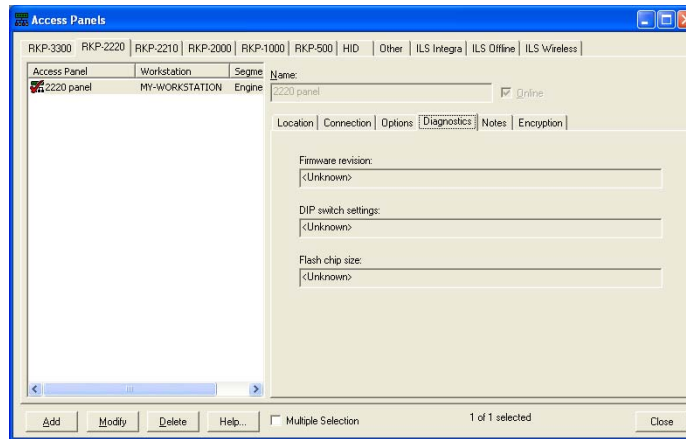 Access Panels
RKP-3300 RKP-2220 RKP-2210 RKP-2000 RKP-1000 RKP-500 HID Other ILS Integra ILS Offline ILS Wireless
Access Panel Workstation Segme
2220 panel MY-WORKSTATION Engine
Name:
2220 panel Online
Location Connection Options Diagnostics Notes Encryption
Firmware revision:
<Unknown>
DIP switch settings:
<Unknown>
Flash chip size:
<Unknown>
Add Modify Delete Help... Multiple Selection 1 of 1 selected Close